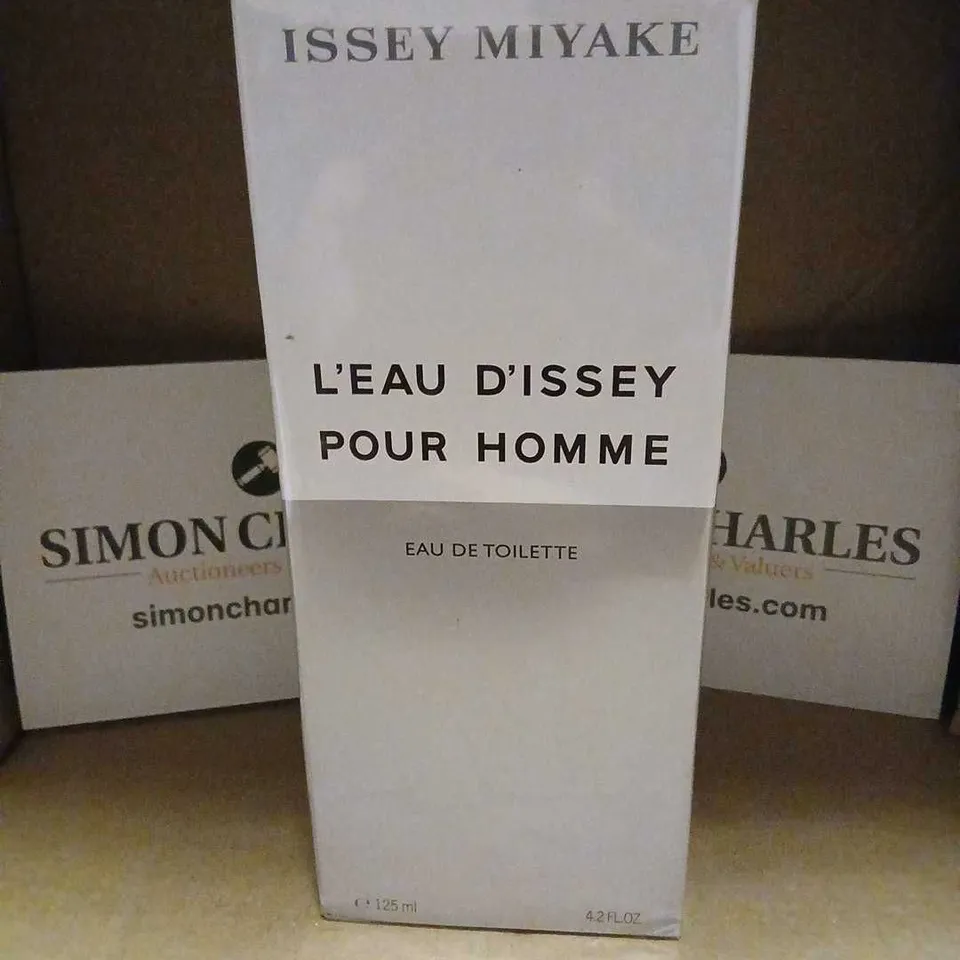 ISSEY MIYAKE
L'EAU D'ISSEY
POUR HOMME
EAU DE TOILETTE
125 ml
4.2 FL.OZ
SIMON CH
Auctioneers
simonchar
HARLES
& Valuers
les.com